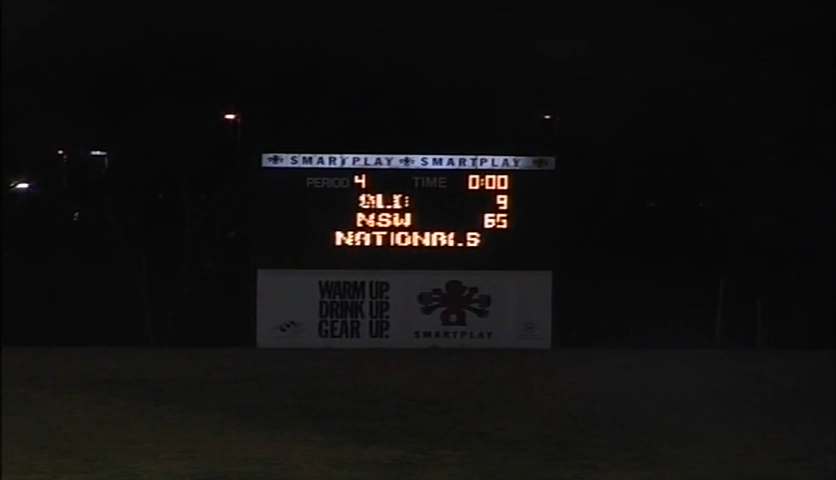 SMARTPLAY SMARTPLAY
PERIOD 4 TIME 0:00
QLD 9
NSW 65
NATIONALS
WARM UP.
DRINK UP.
GEAR UP.
SMARTPLAY